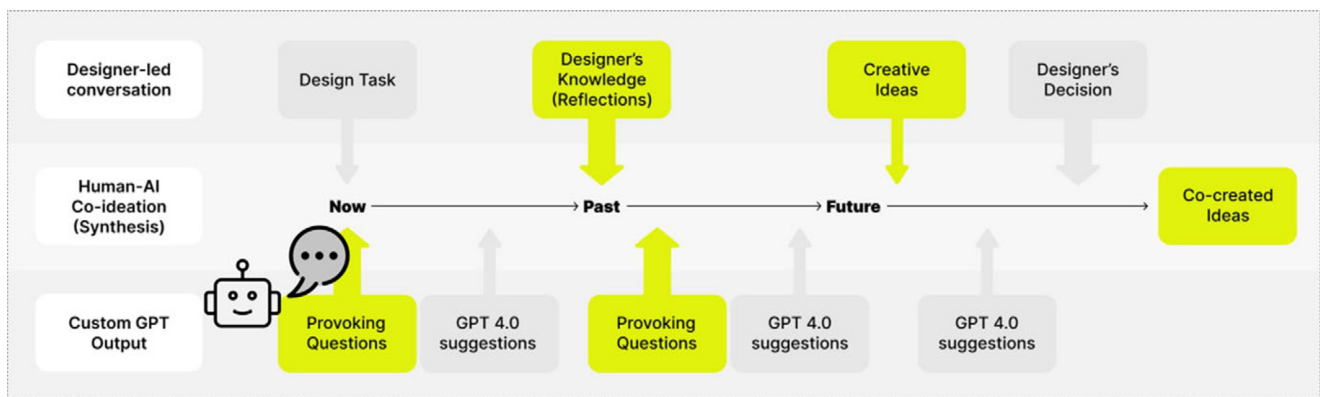 Designer-led
conversation
Design Task
Designer's
Knowledge
(Reflections)
Creative
Ideas
Designer's
Decision
Human-AI
Co-ideation
(Synthesis)
Now
Past
Future
Co-created
Ideas
Custom GPT
Output
Provoking
Questions
GPT 4.0
suggestions
Provoking
Questions
GPT 4.0
suggestions
GPT 4.0
suggestions